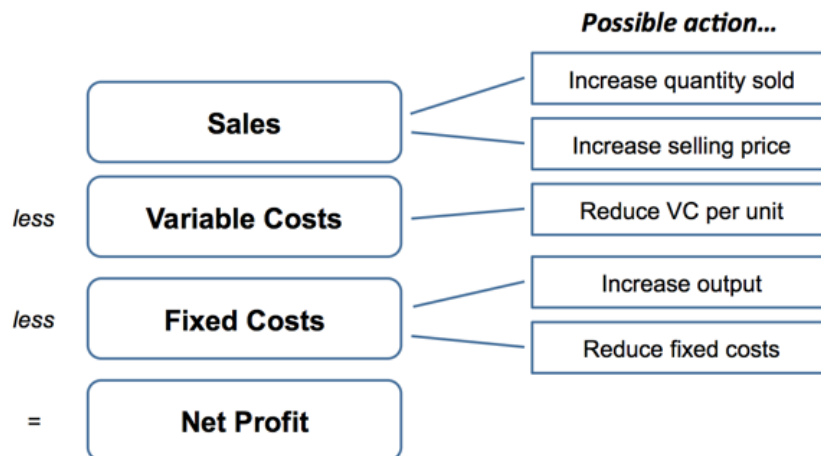 Possible action...
Increase quantity sold
Sales
Increase selling price
less
Variable Costs
Reduce VC per unit
Increase output
less
Fixed Costs
Reduce fixed costs
=
Net Profit